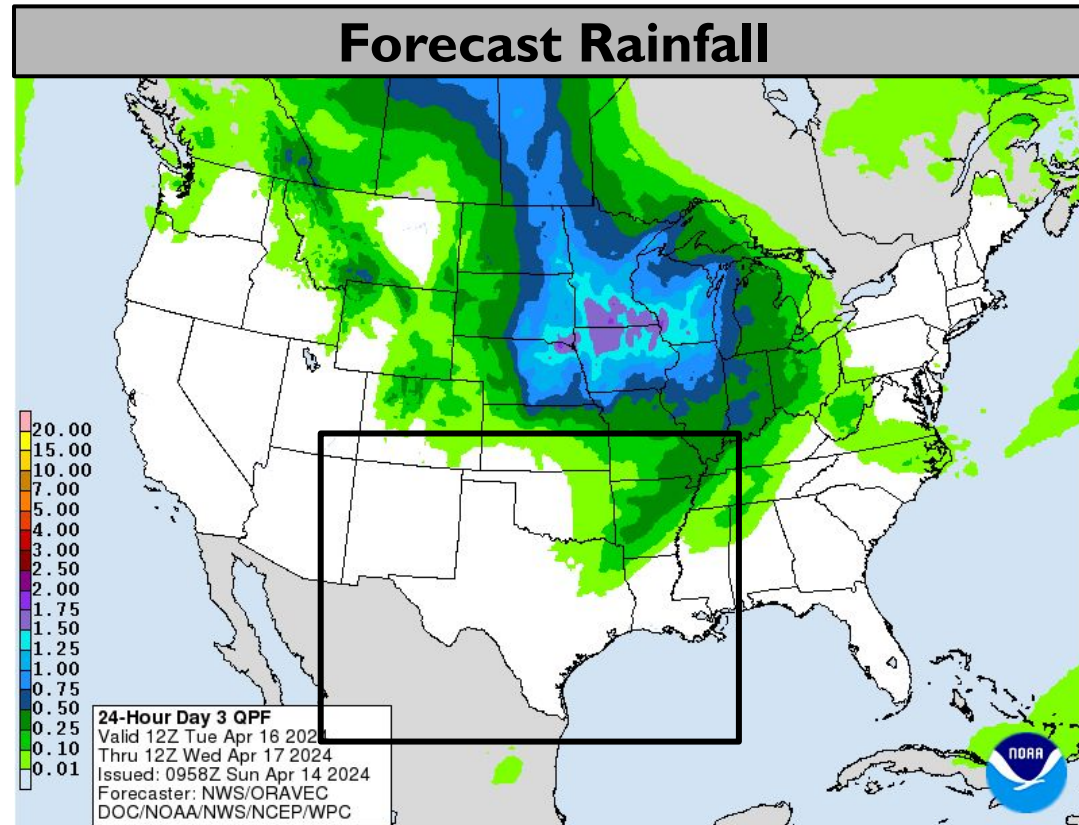 Forecast Rainfall
20.00
15.00
10.00
7.00
5.00
4.00
3.00
2.50
2.00
1.75
1.50
1.25
1.00
0.75
0.50
0.25
0.10
0.01
24-Hour Day 3 QPF
Valid 12Z Tue Apr 16 2024
Thru 12Z Wed Apr 17 2024
Issued: 0958Z Sun Apr 14 2024
Forecaster: NWS/ORAVEC
DOC/NOAA/NWS/NCEP/WPC
NOAA